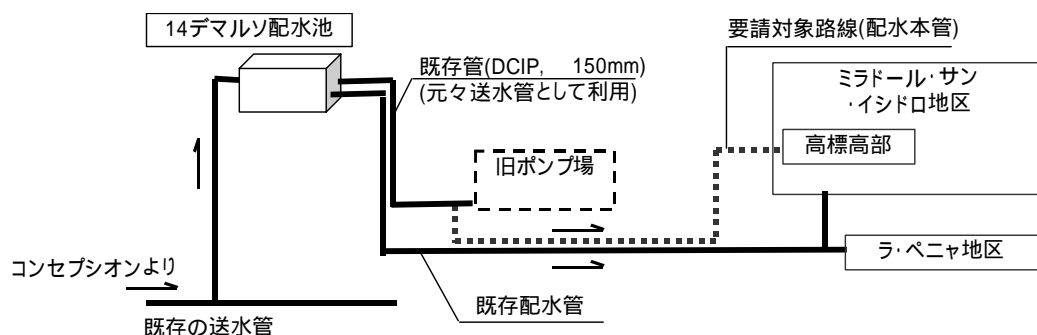 14デマルソ配水池
既存管(DCIP,　150mm)
(元々送水管として利用)
要請対象路線(配水本管)
ミラドール・サン
・イシドロ地区
高標高部
旧ポンプ場
ラ・ペニャ地区
コンセプシオンより
既存配水管
既存の送水管